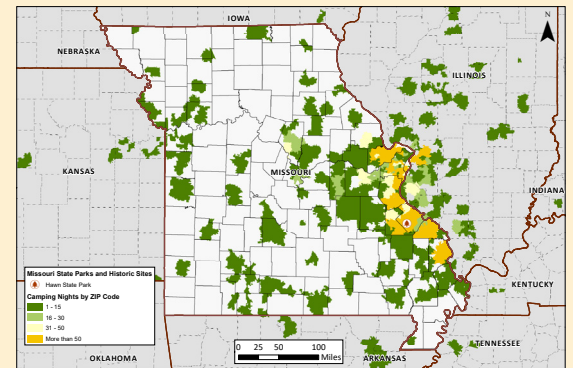 IOWA
N
NEBRASKA
ILLINOIS
KANSAS
MISSOURI
INDIANA
Missouri State Parks and Historic Sites
Hawn State Park
Camping Nights by ZIP Code
1 - 15
16 - 30
31 - 50
More than 50
KENTUCKY
0 25 50 100
Miles
OKLAHOMA
ARKANSAS
TENNESSEE